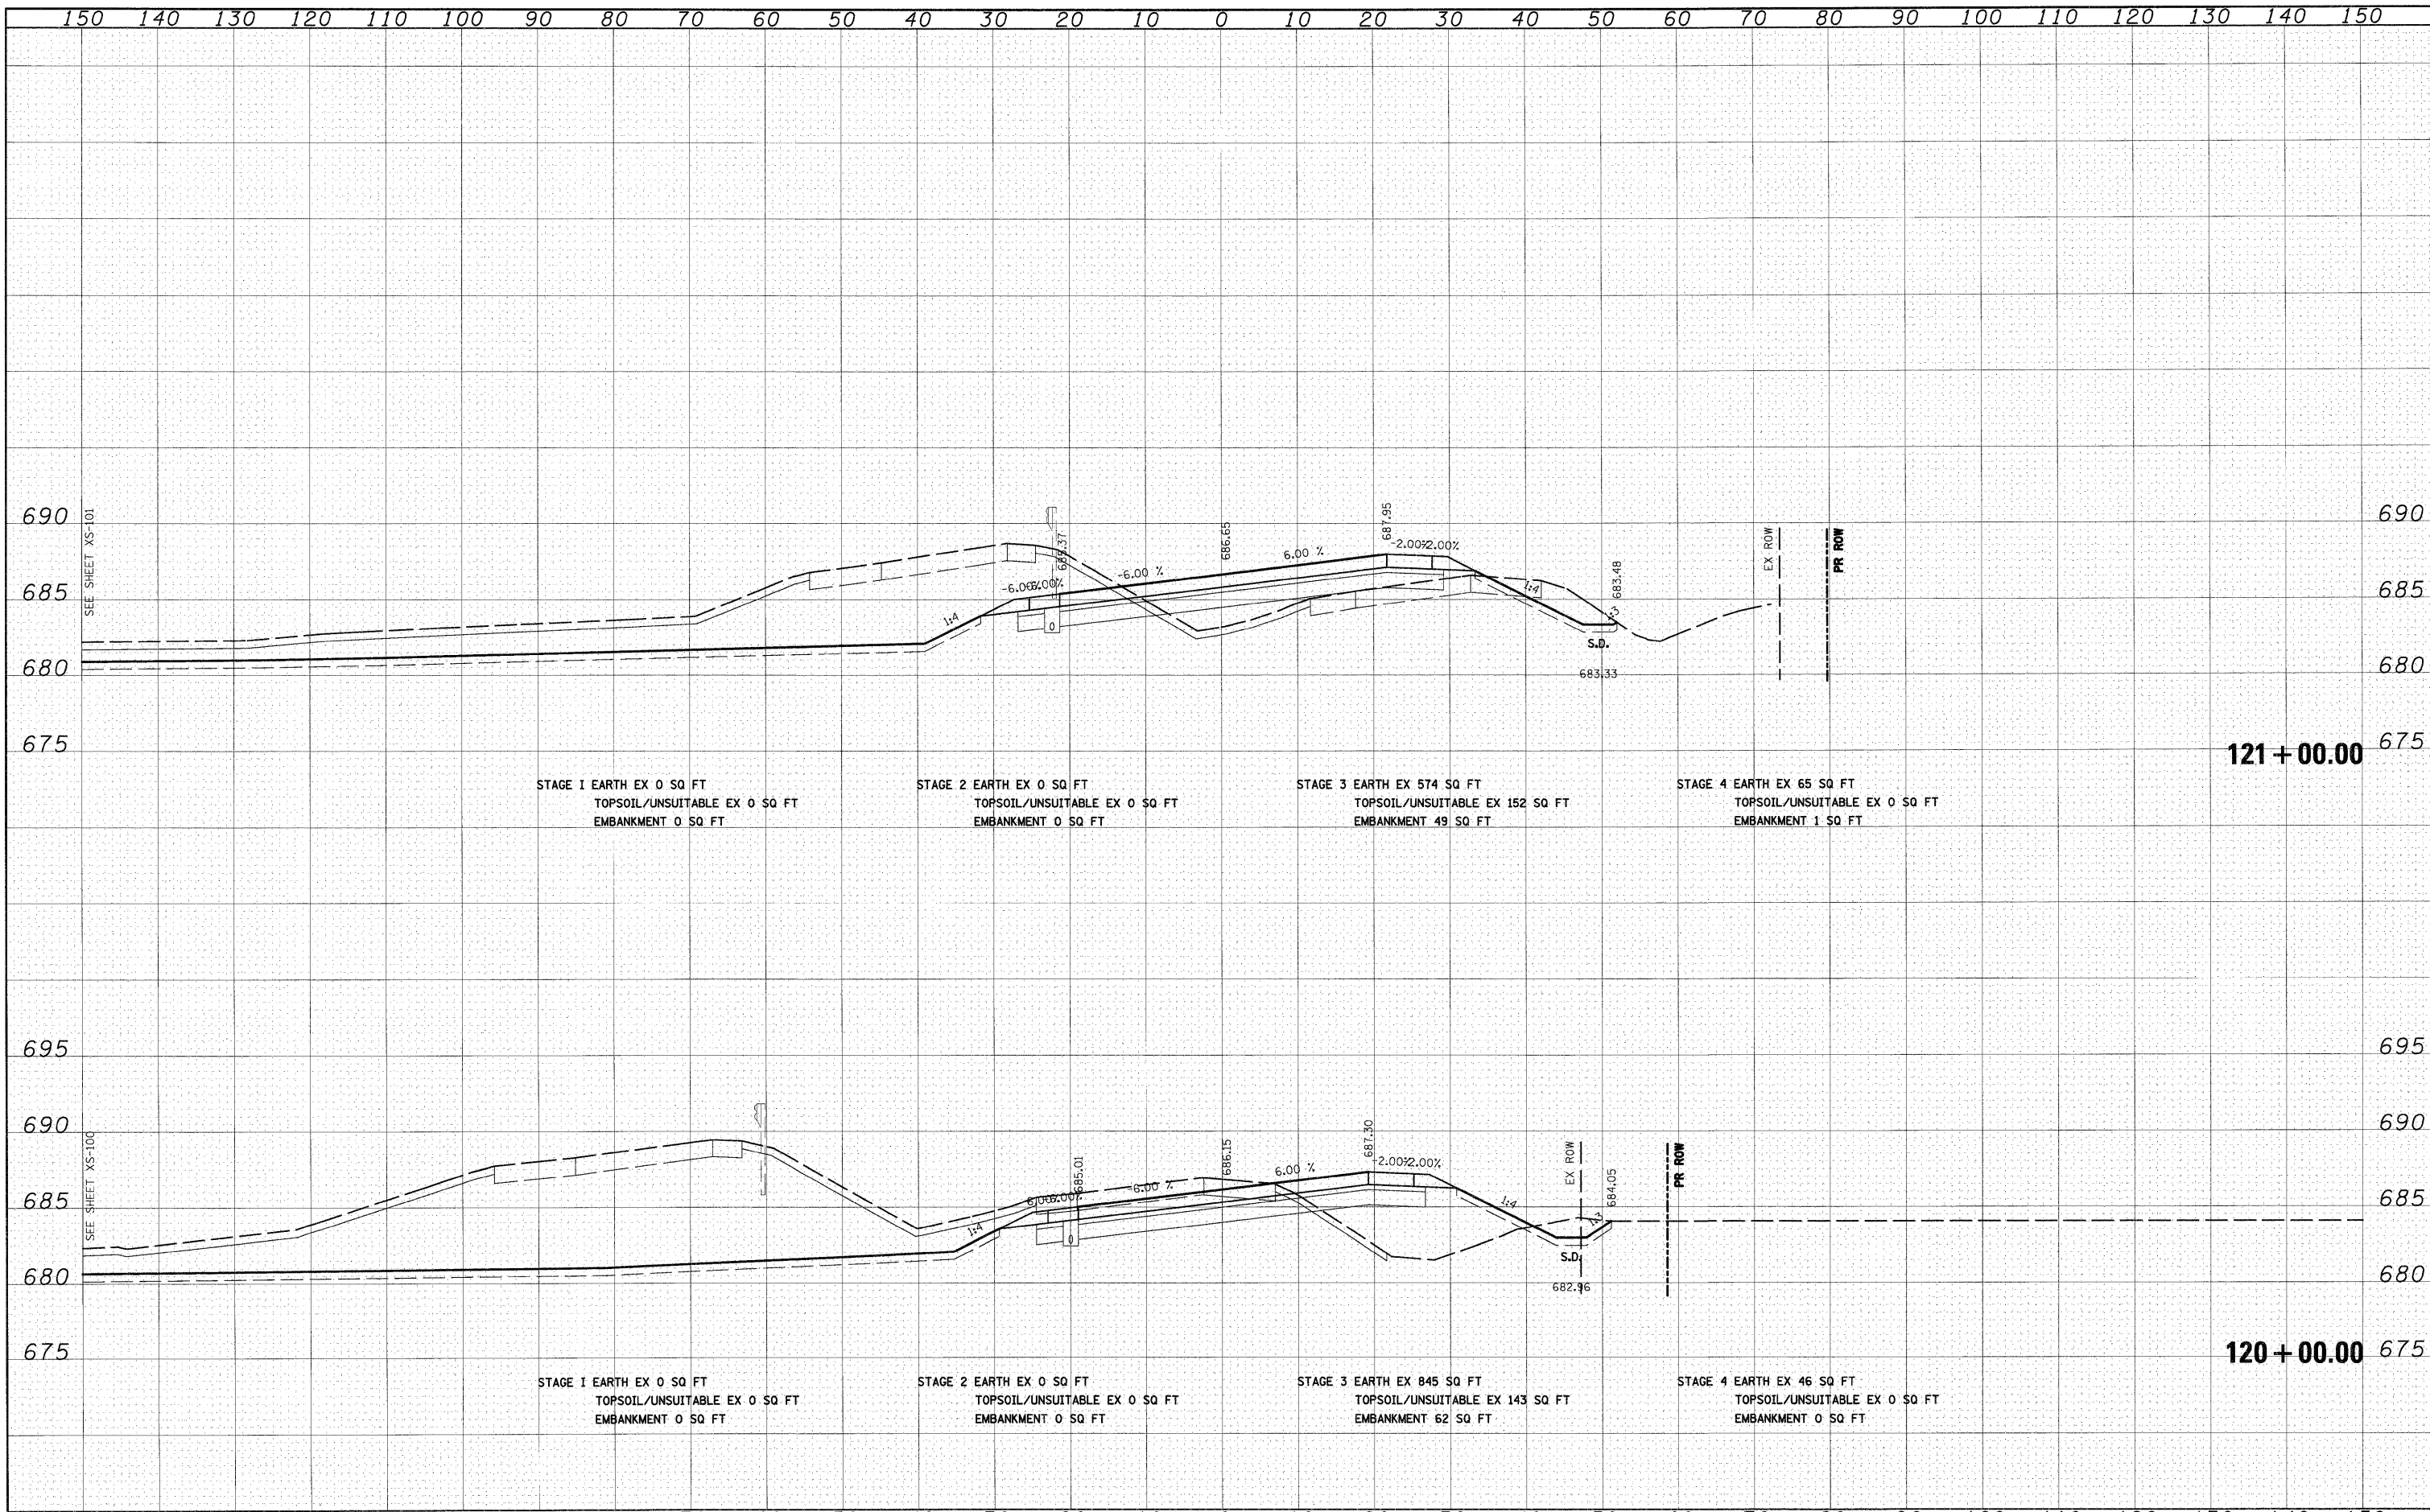 150 140 130 120 110 100 90 80 70 60 50 40 30 20 10 0 10 20 30 40 50 60 70 80 90 100 110 120 130 140 150
690 690
685 685
680 680
675 675
SEE SHEET XS-101
1:4
-6.00%
685.37
-6.00 %
686.65
6.00 %
687.95
-2.00%
-2.00%
1:4
1:3
683.48
S.D.
683.33
EX ROW
PR ROW
0
121+00.00
STAGE 1 EARTH EX 0 SQ FT
TOPSOIL/UNSUITABLE EX 0 SQ FT
EMBANKMENT 0 SQ FT
STAGE 2 EARTH EX 0 SQ FT
TOPSOIL/UNSUITABLE EX 0 SQ FT
EMBANKMENT 0 SQ FT
STAGE 3 EARTH EX 574 SQ FT
TOPSOIL/UNSUITABLE EX 152 SQ FT
EMBANKMENT 49 SQ FT
STAGE 4 EARTH EX 65 SQ FT
TOPSOIL/UNSUITABLE EX 0 SQ FT
EMBANKMENT 1 SQ FT
695 695
690 690
685 685
680 680
675 675
SEE SHEET XS-100
1:4
6.00%
685.01
-6.00 %
686.15
6.00 %
687.30
-2.00%
-2.00%
1:4
1:3
684.05
S.D.
682.96
EX ROW
PR ROW
0
120+00.00
STAGE 1 EARTH EX 0 SQ FT
TOPSOIL/UNSUITABLE EX 0 SQ FT
EMBANKMENT 0 SQ FT
STAGE 2 EARTH EX 0 SQ FT
TOPSOIL/UNSUITABLE EX 0 SQ FT
EMBANKMENT 0 SQ FT
STAGE 3 EARTH EX 845 SQ FT
TOPSOIL/UNSUITABLE EX 143 SQ FT
EMBANKMENT 62 SQ FT
STAGE 4 EARTH EX 46 SQ FT
TOPSOIL/UNSUITABLE EX 0 SQ FT
EMBANKMENT 0 SQ FT